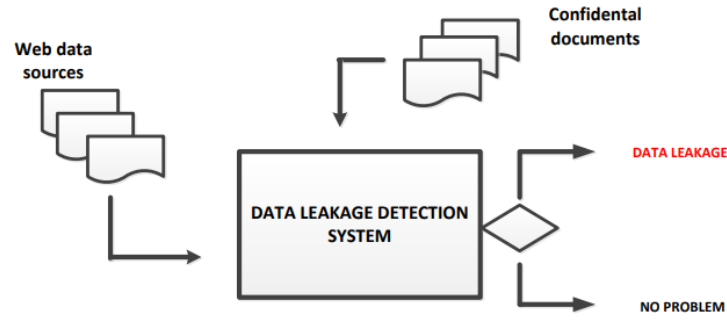 Web data
sources
Confidental
documents
DATA LEAKAGE
DATA LEAKAGE DETECTION
SYSTEM
NO PROBLEM